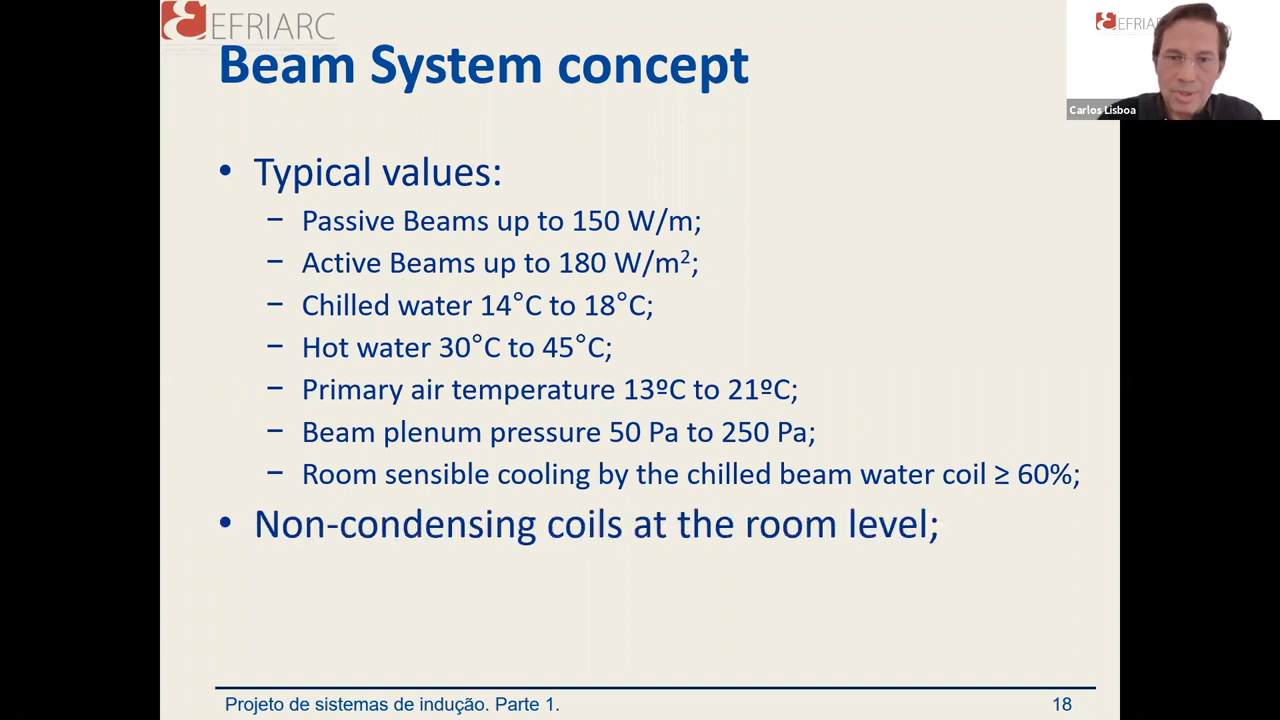 EFRIARC
Beam System concept
EFRIARC
Carlos Lisboa
• Typical values:
− Passive Beams up to 150 W/m;
− Active Beams up to 180 W/m²;
− Chilled water 14°C to 18°C;
− Hot water 30°C to 45°C;
− Primary air temperature 13ºC to 21ºC;
− Beam plenum pressure 50 Pa to 250 Pa;
− Room sensible cooling by the chilled beam water coil ≥ 60%;
• Non-condensing coils at the room level;
Projeto de sistemas de indução. Parte 1.
18